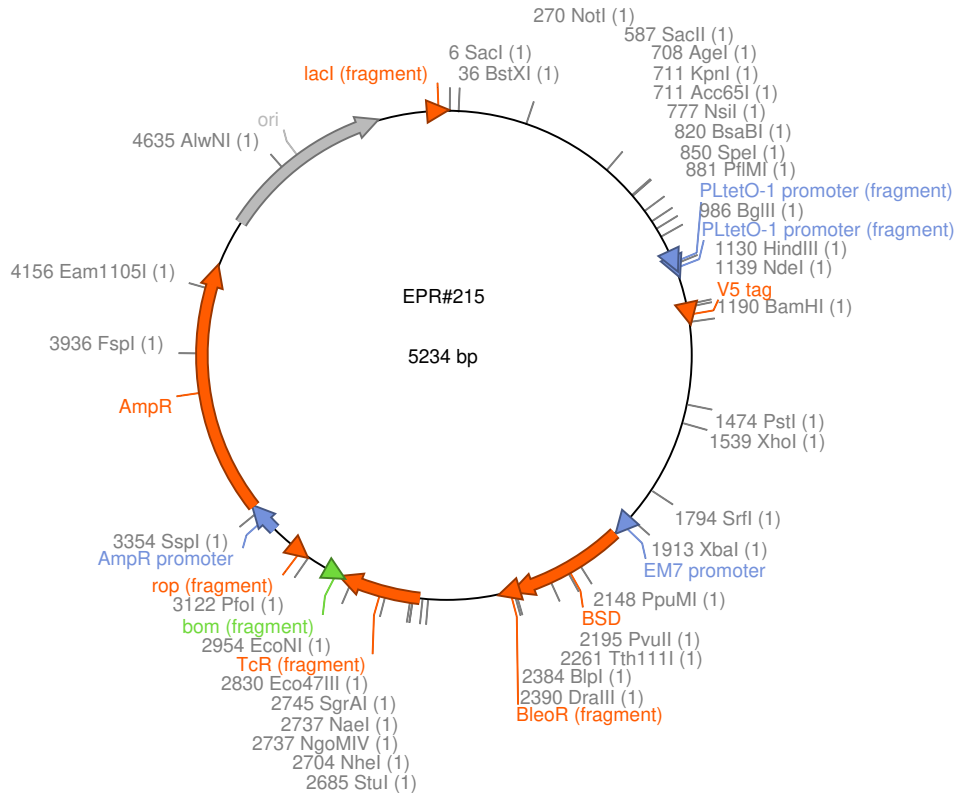 270 NotI (1)
587 SacII (1)
6 SacI (1)
708 AgeI (1)
lacI (fragment)
36 BstXI (1)
711 KpnI (1)
711 Acc65I (1)
777 NsiI (1)
ori
820 BsaBI (1)
4635 AlwNI (1)
850 SpeI (1)
881 PflMI (1)
PLtetO-1 promoter (fragment)
986 BglII (1)
PLtetO-1 promoter (fragment)
1130 HindIII (1)
4156 Eam1105I (1)
1139 NdeI (1)
V5 tag
EPR#215
1190 BamHI (1)
3936 FspI (1)
5234 bp
AmpR
1474 PstI (1)
1539 XhoI (1)
1794 SrfI (1)
3354 SspI (1)
1913 XbaI (1)
AmpR promoter
EM7 promoter
rop (fragment)
2148 PpuMI (1)
3122 PfoI (1)
BSD
bom (fragment)
2195 PvuII (1)
2954 EcoNI (1)
2261 Tth111I (1)
TcR (fragment)
2384 BlpI (1)
2830 Eco47III (1)
2390 DraIII (1)
2745 SgrAI (1)
BleoR (fragment)
2737 NaeI (1)
2737 NgoMIV (1)
2704 NheI (1)
2685 StuI (1)